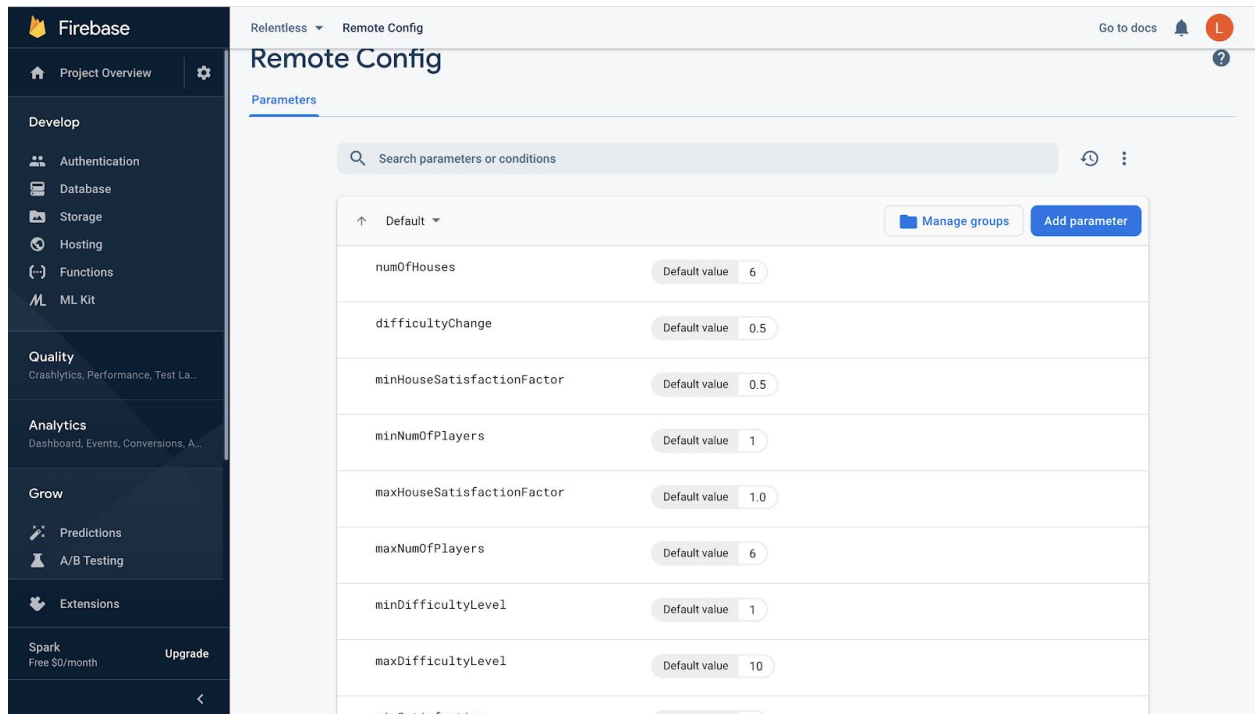 Firebase
Relentless Remote Config
Go to docs
L
Project Overview
Remote Config
?
Develop
Parameters
Authentication
Database
Storage
Hosting
Functions
ML Kit
Search parameters or conditions
Default
Manage groups
Add parameter
numOfHouses Default value 6
difficultyChange Default value 0.5
minHouseSatisfactionFactor Default value 0.5
minNumOfPlayers Default value 1
maxHouseSatisfactionFactor Default value 1.0
maxNumOfPlayers Default value 6
minDifficultyLevel Default value 1
maxDifficultyLevel Default value 10
Quality
Crashlytics, Performance, Test La...
Analytics
Dashboard, Events, Conversions, A...
Grow
Predictions
A/B Testing
Extensions
Spark
Free $0/month
Upgrade